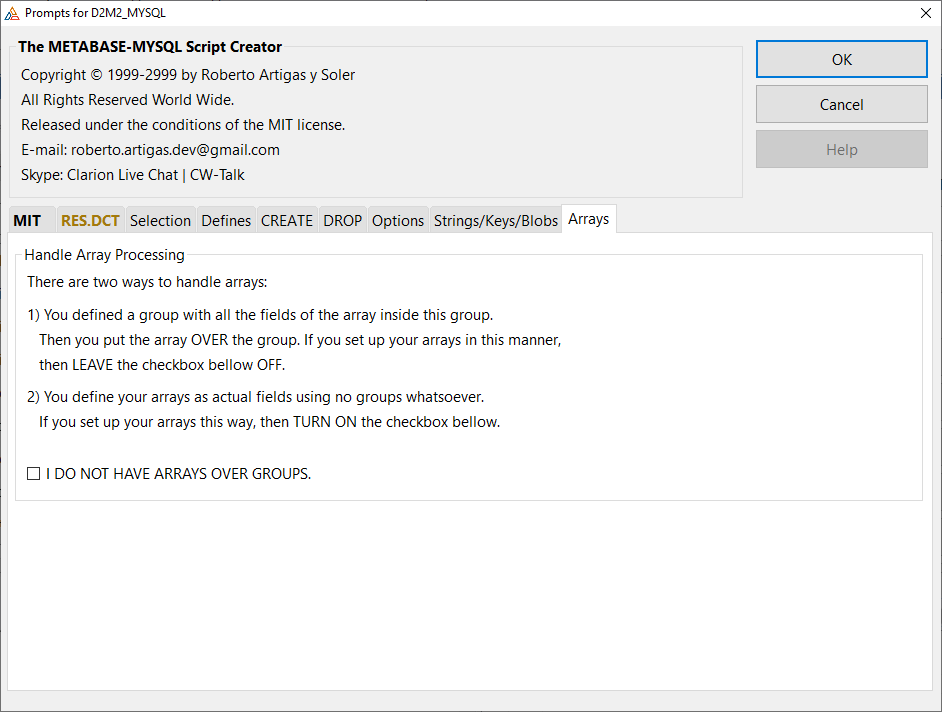 Prompts for D2M2_MYSQL
The METABASE-MYSQL Script Creator
Copyright © 1999-2999 by Roberto Artigas y Soler
All Rights Reserved World Wide.
Released under the conditions of the MIT license.
E-mail: roberto.artigas.dev@gmail.com
Skype: Clarion Live Chat | CW-Talk
OK
Cancel
Help
MIT RES.DCT Selection Defines CREATE DROP Options Strings/Keys/Blobs Arrays
Handle Array Processing
There are two ways to handle arrays:
1) You defined a group with all the fields of the array inside this group.
Then you put the array OVER the group. If you set up your arrays in this manner,
then LEAVE the checkbox bellow OFF.
2) You define your arrays as actual fields using no groups whatsoever.
If you set up your arrays this way, then TURN ON the checkbox bellow.
I DO NOT HAVE ARRAYS OVER GROUPS.